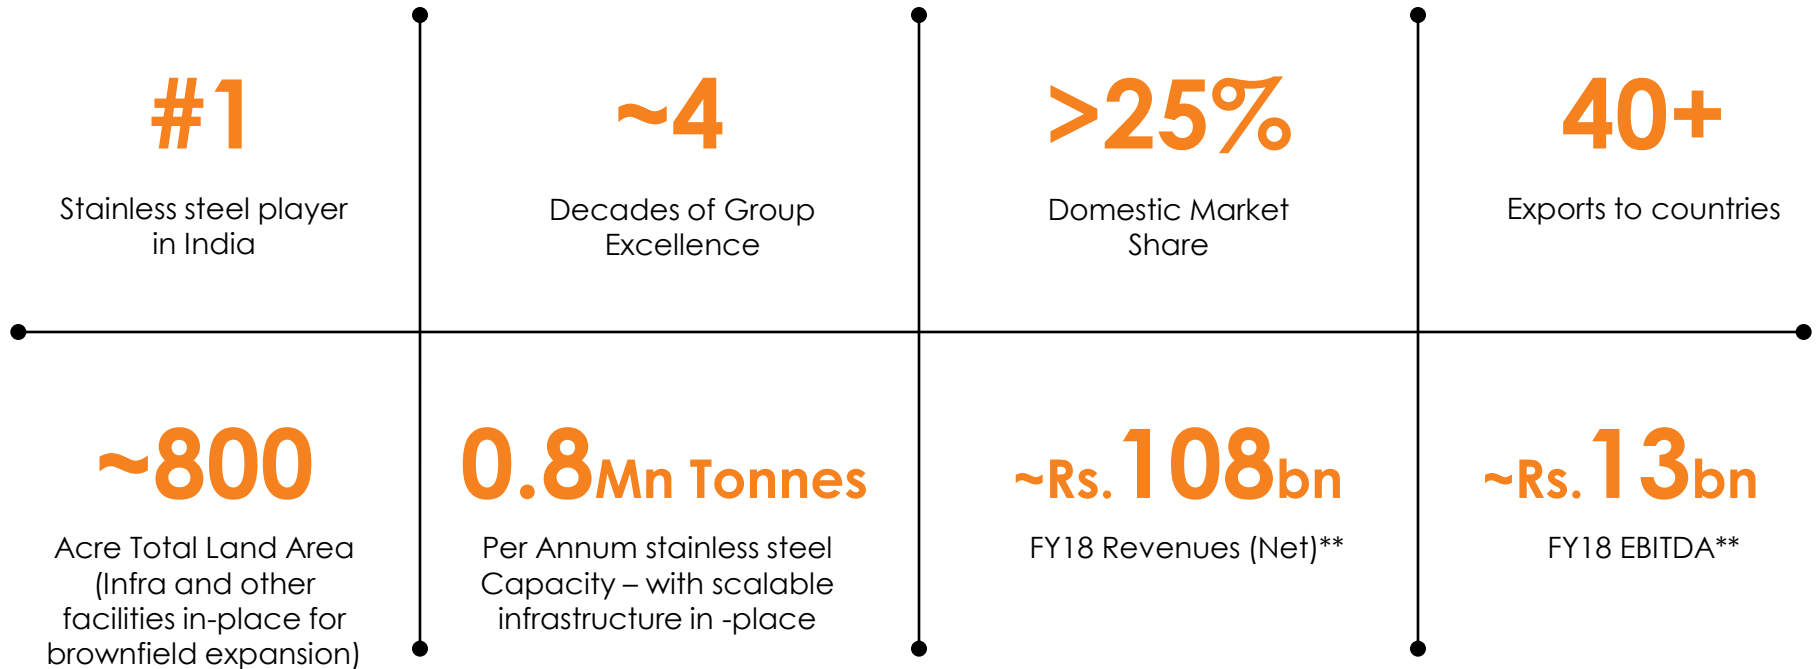 #1
Stainless steel player
in India
~4
Decades of Group
Excellence
>25%
Domestic Market
Share
40+
Exports to countries
~800
Acre Total Land Area
(Infra and other
facilities in-place for
brownfield expansion)
0.8Mn Tonnes
Per Annum stainless steel
Capacity – with scalable
infrastructure in -place
~Rs.108bn
FY18 Revenues (Net)**
~Rs.13bn
FY18 EBITDA**